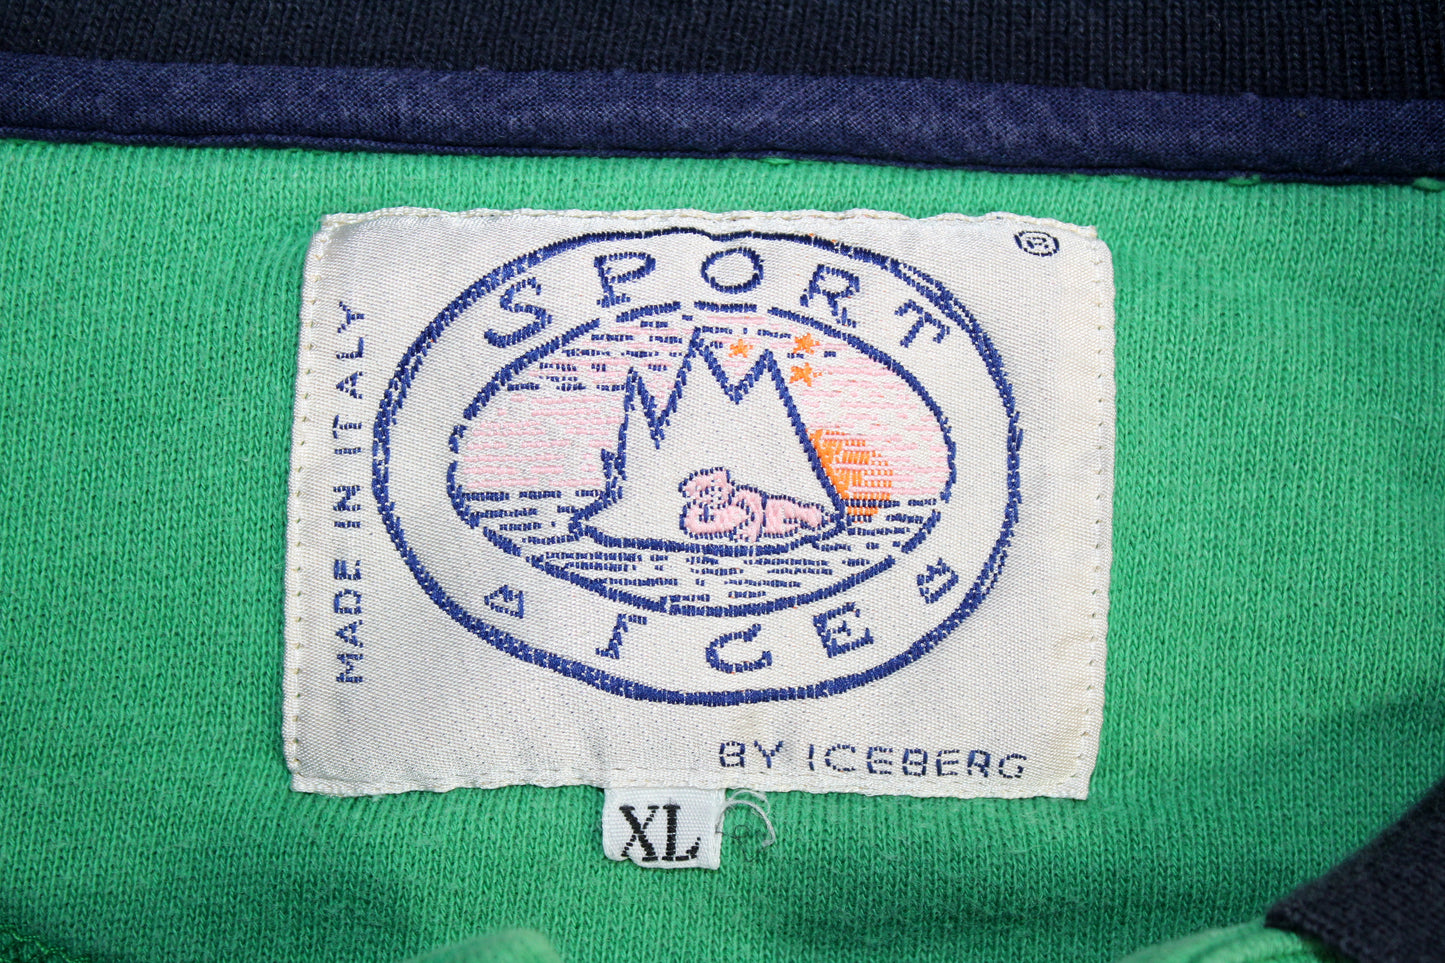 SPORT
ICE
®
MADE IN ITALY
BY ICEBERG
XL